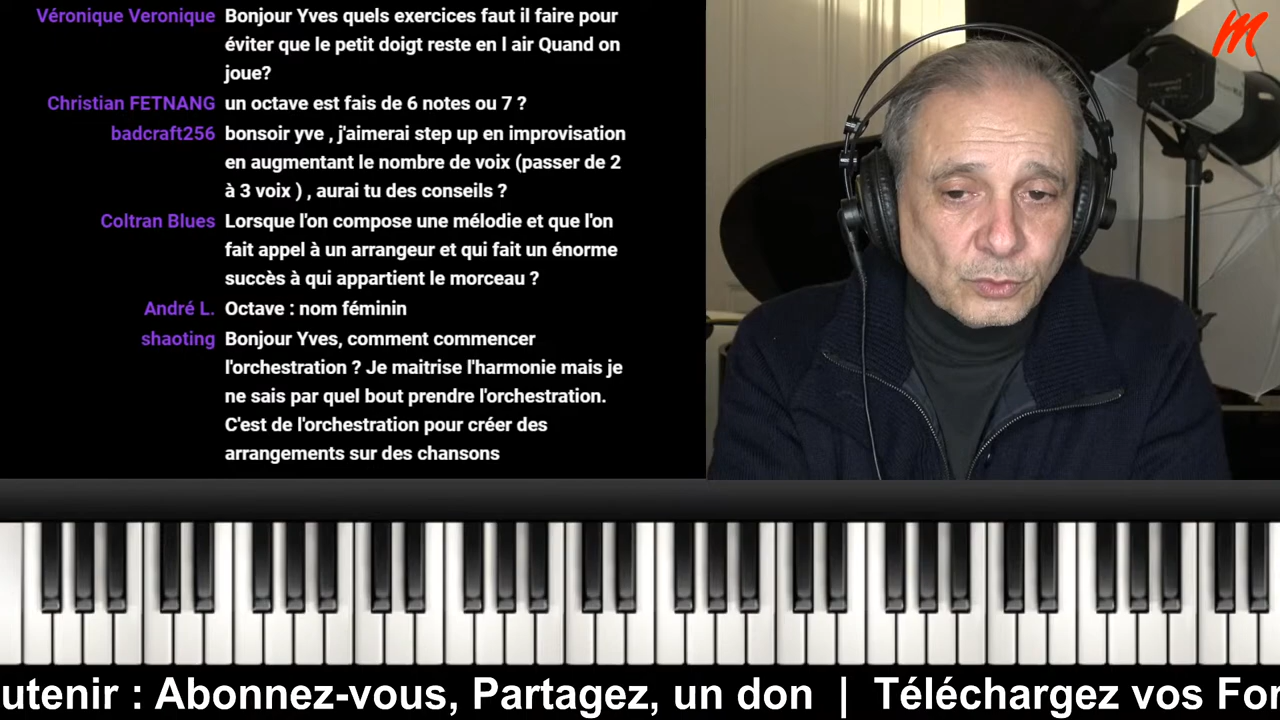 Véronique Veronique Bonjour Yves quels exercices faut il faire pour
éviter que le petit doigt reste en l air Quand on
joue?
Christian FETNANG un octave est fais de 6 notes ou 7 ?
badcraft256 bonsoir yve , j'aimerai step up en improvisation
en augmentant le nombre de voix (passer de 2
à 3 voix ) , aurai tu des conseils ?
Coltran Blues Lorsque l'on compose une mélodie et que l'on
fait appel à un arrangeur et qui fait un énorme
succès à qui appartient le morceau ?
André L. Octave : nom féminin
shaoting Bonjour Yves, comment commencer
l'orchestration ? Je maitrise l'harmonie mais je
ne sais par quel bout prendre l'orchestration.
C'est de l'orchestration pour créer des
arrangements sur des chansons
utenir : Abonnez-vous, Partagez, un don | Téléchargez vos For